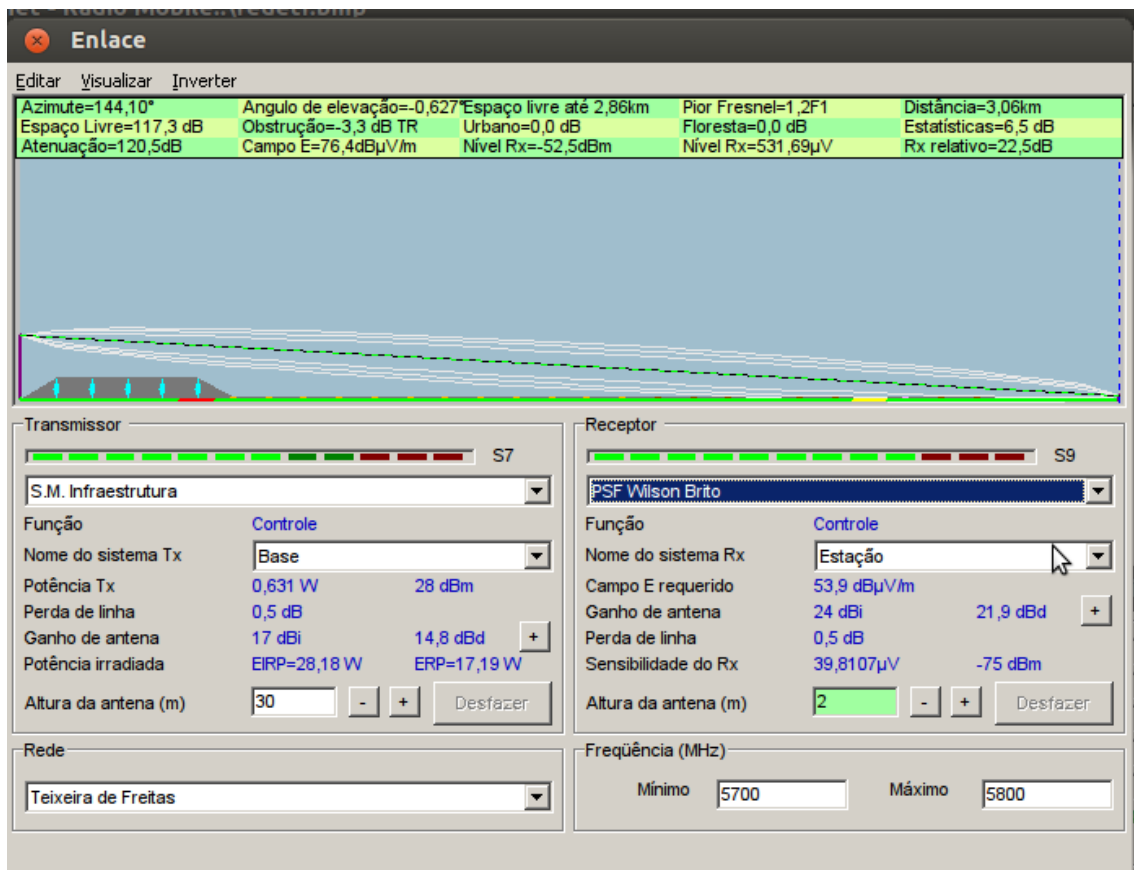 Enlace
Editar Visualizar Inverter
Azimute=144,10° Angulo de elevação=-0,627° Espaço livre até 2,86km Pior Fresnel=1,2F1 Distância=3,06km
Espaço Livre=117,3 dB Obstrução=-3,3 dB TR Urbano=0,0 dB Floresta=0,0 dB Estatísticas=6,5 dB
Atenuação=120,5dB Campo E=76,4dBµV/m Nível Rx=-52,5dBm Nível Rx=531,69µV Rx relativo=22,5dB
Transmissor
S7
S.M. Infraestrutura
Função Controle
Nome do sistema Tx Base
Potência Tx 0,631 W 28 dBm
Perda de linha 0,5 dB
Ganho de antena 17 dBi 14,8 dBd +
Potência irradiada EIRP=28,18 W ERP=17,19 W
Altura da antena (m) 30 - + Desfazer
Receptor
S9
PSF Wilson Brito
Função Controle
Nome do sistema Rx Estação
Campo E requerido 53,9 dBµV/m
Ganho de antena 24 dBi 21,9 dBd +
Perda de linha 0,5 dB
Sensibilidade do Rx 39,8107µV -75 dBm
Altura da antena (m) 2 - + Desfazer
Rede
Teixeira de Freitas
Freqüência (MHz)
Mínimo 5700 Máximo 5800